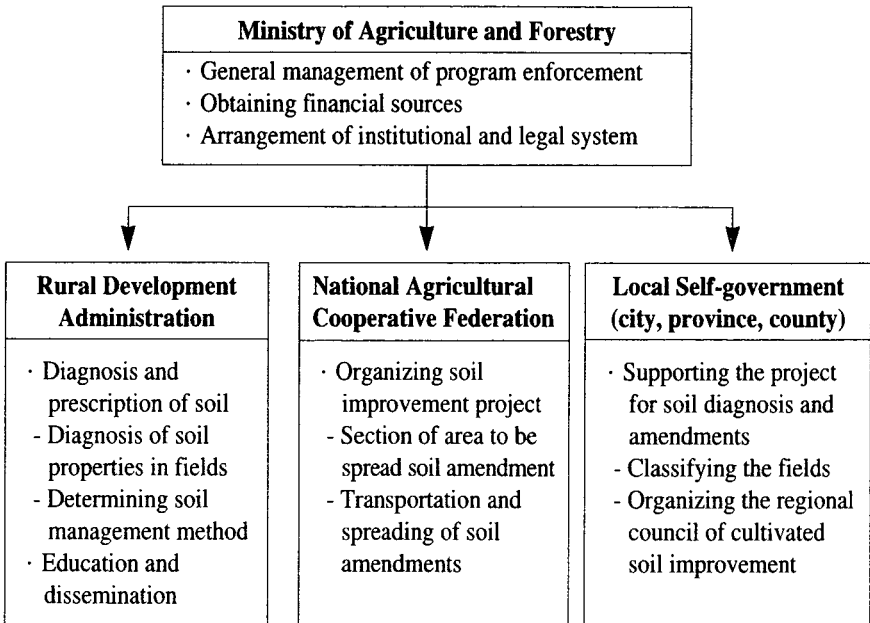 Ministry of Agriculture and Forestry
· General management of program enforcement
· Obtaining financial sources
· Arrangement of institutional and legal system
Rural Development
Administration
· Diagnosis and
prescription of soil
- Diagnosis of soil
properties in fields
- Determining soil
management method
· Education and
dissemination
National Agricultural
Cooperative Federation
· Organizing soil
improvement project
- Section of area to be
spread soil amendment
- Transportation and
spreading of soil
amendments
Local Self-government
(city, province, county)
· Supporting the project
for soil diagnosis and
amendments
- Classifying the fields
- Organizing the regional
council of cultivated
soil improvement